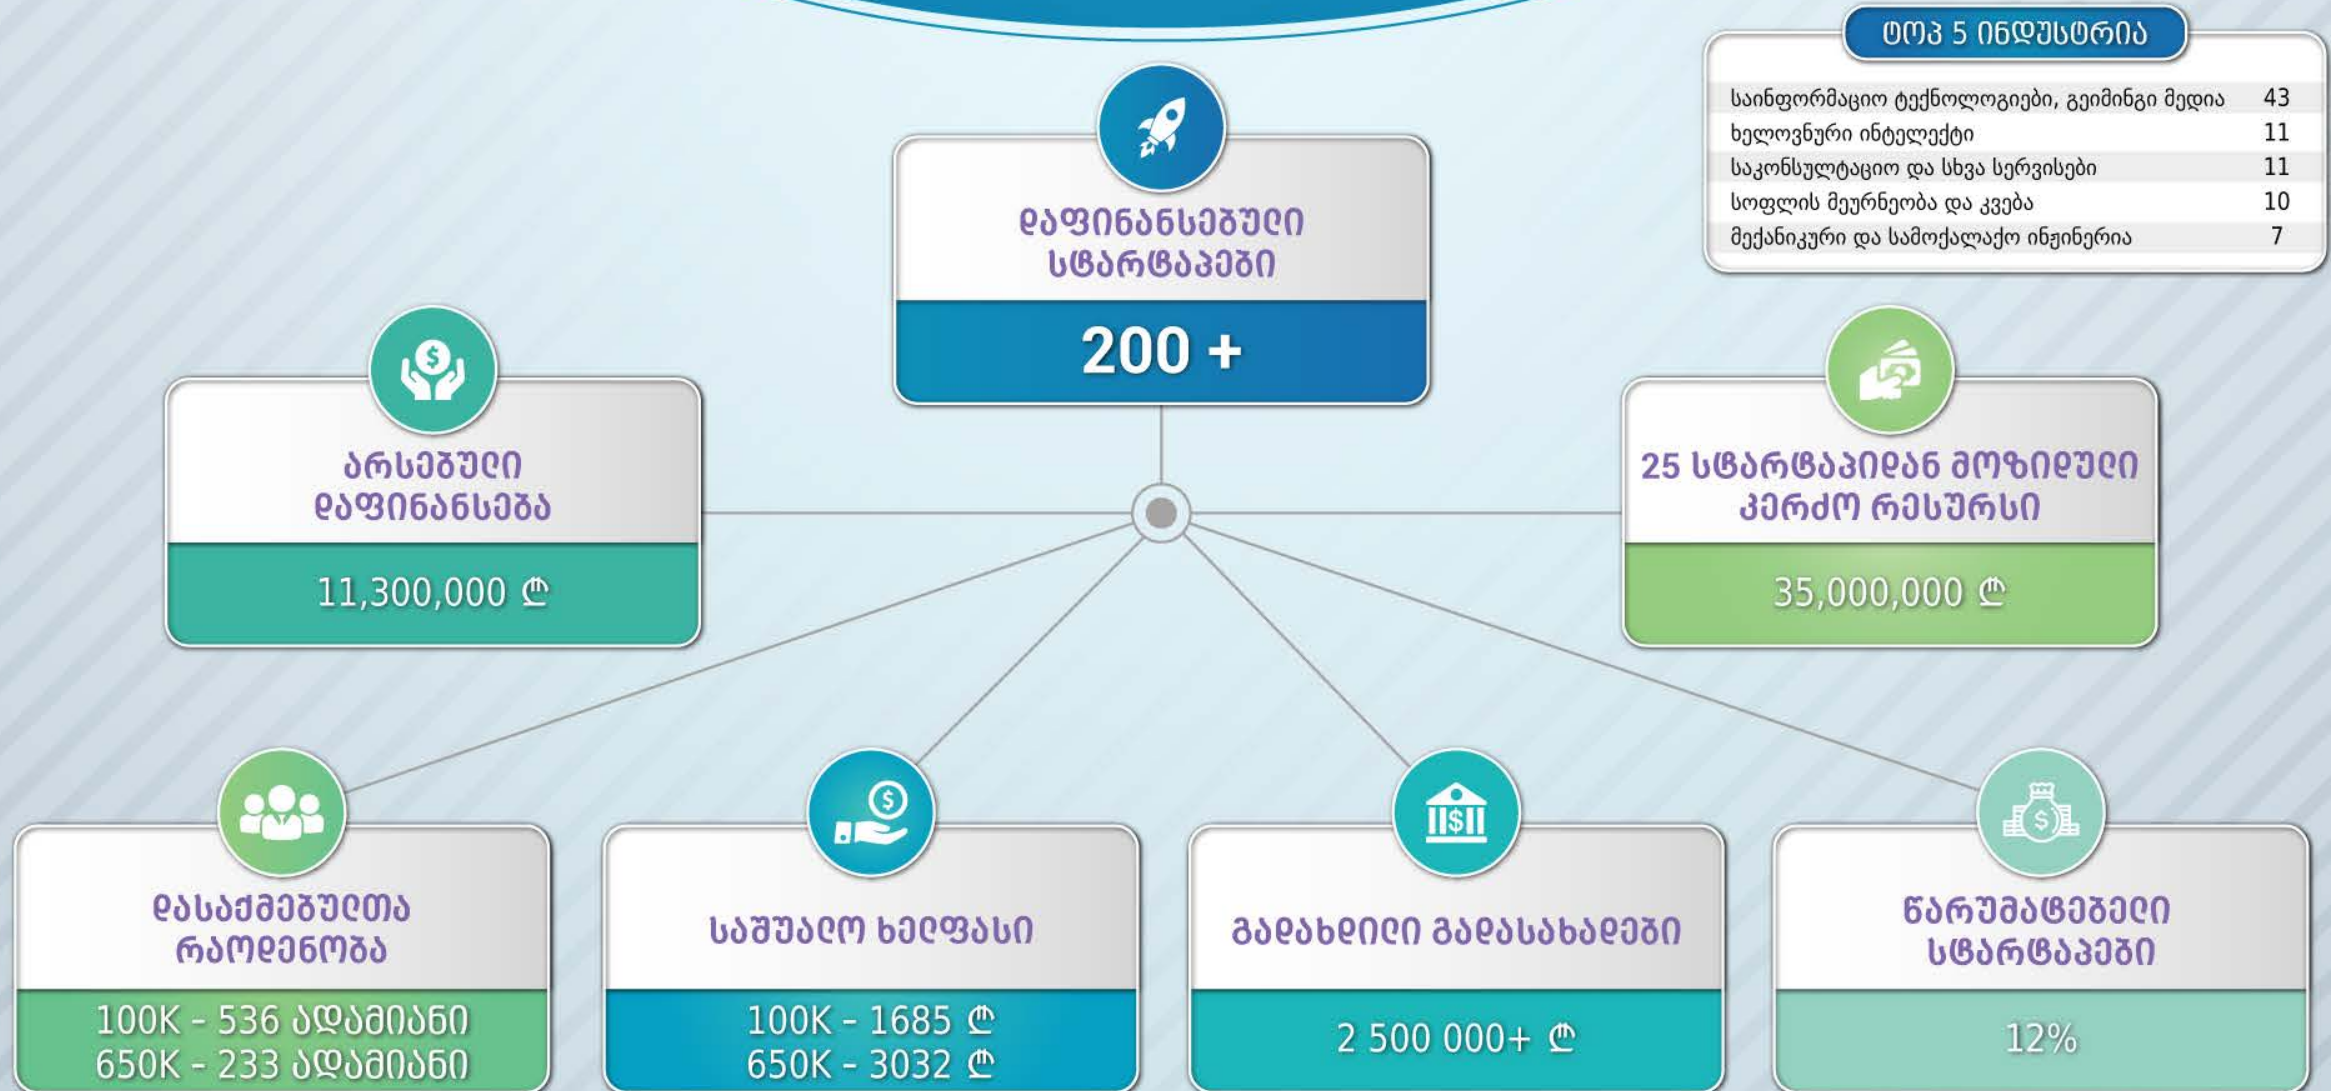 ტოპ 5 ინდუსტრია
საინფორმაციო ტექნოლოგიები, გეიმინგი მედია 43
ხელოვნური ინტელექტი 11
საკონსულტაციო და სხვა სერვისები 11
სოფლის მეურნეობა და კვება 10
მექანიკური და სამოქალაქო ინჟინერია 7
დაფინანსებული
სტარტაპები
200 +
არსებული
დაფინანსება
11,300,000 ₾
25 სტარტაპიდან მოზიდული
კერძო რესურსი
35,000,000 ₾
დასაქმებულთა
რაოდენობა
100K - 536 ადამიანი
650K - 233 ადამიანი
საშუალო ხელფასი
100K - 1685 ₾
650K - 3032 ₾
გადახდილი გადასახადები
2 500 000+ ₾
წარუმატებელი
სტარტაპები
12%